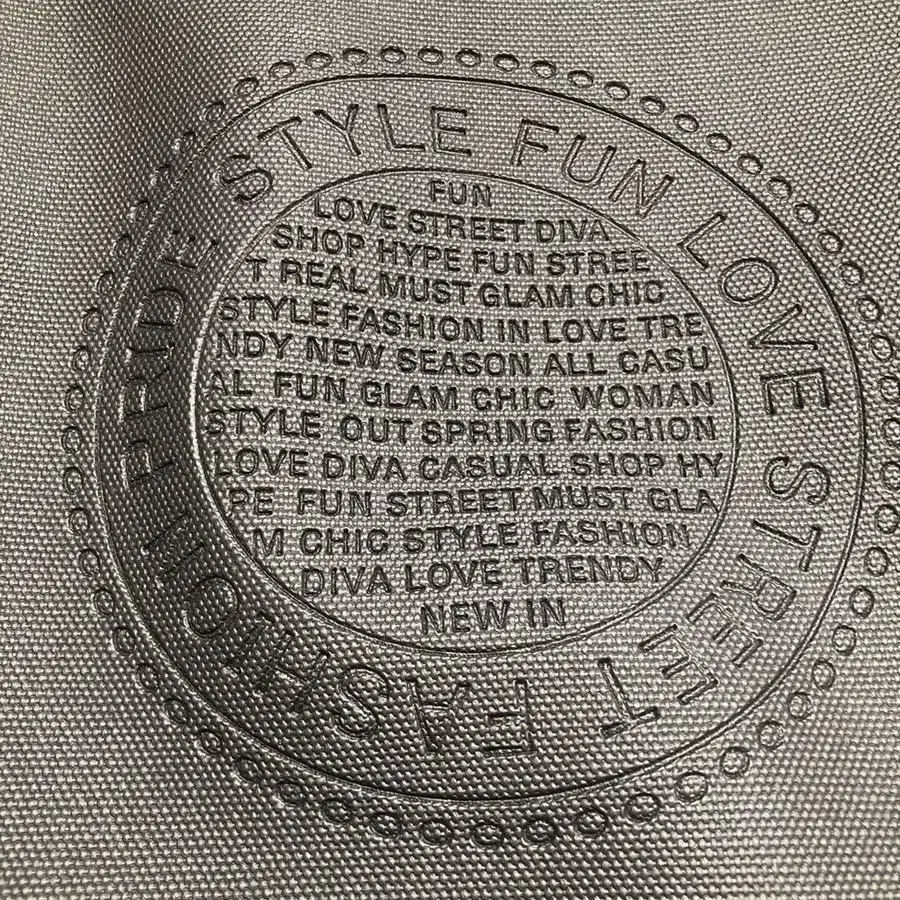 STYLE FUN LOVE STREET FASHION PRIDE
FUN
LOVE STREET DIVA
SHOP HYPE FUN STREE
T REAL MUST GLAM CHIC
STYLE FASHION IN LOVE TRE
NDY NEW SEASON ALL CASU
AL FUN GLAM CHIC WOMAN
STYLE OUT SPRING FASHION
LOVE DIVA CASUAL SHOP HY
PE FUN STREET MUST GLA
M CHIC STYLE FASHION
DIVA LOVE TRENDY
NEW IN